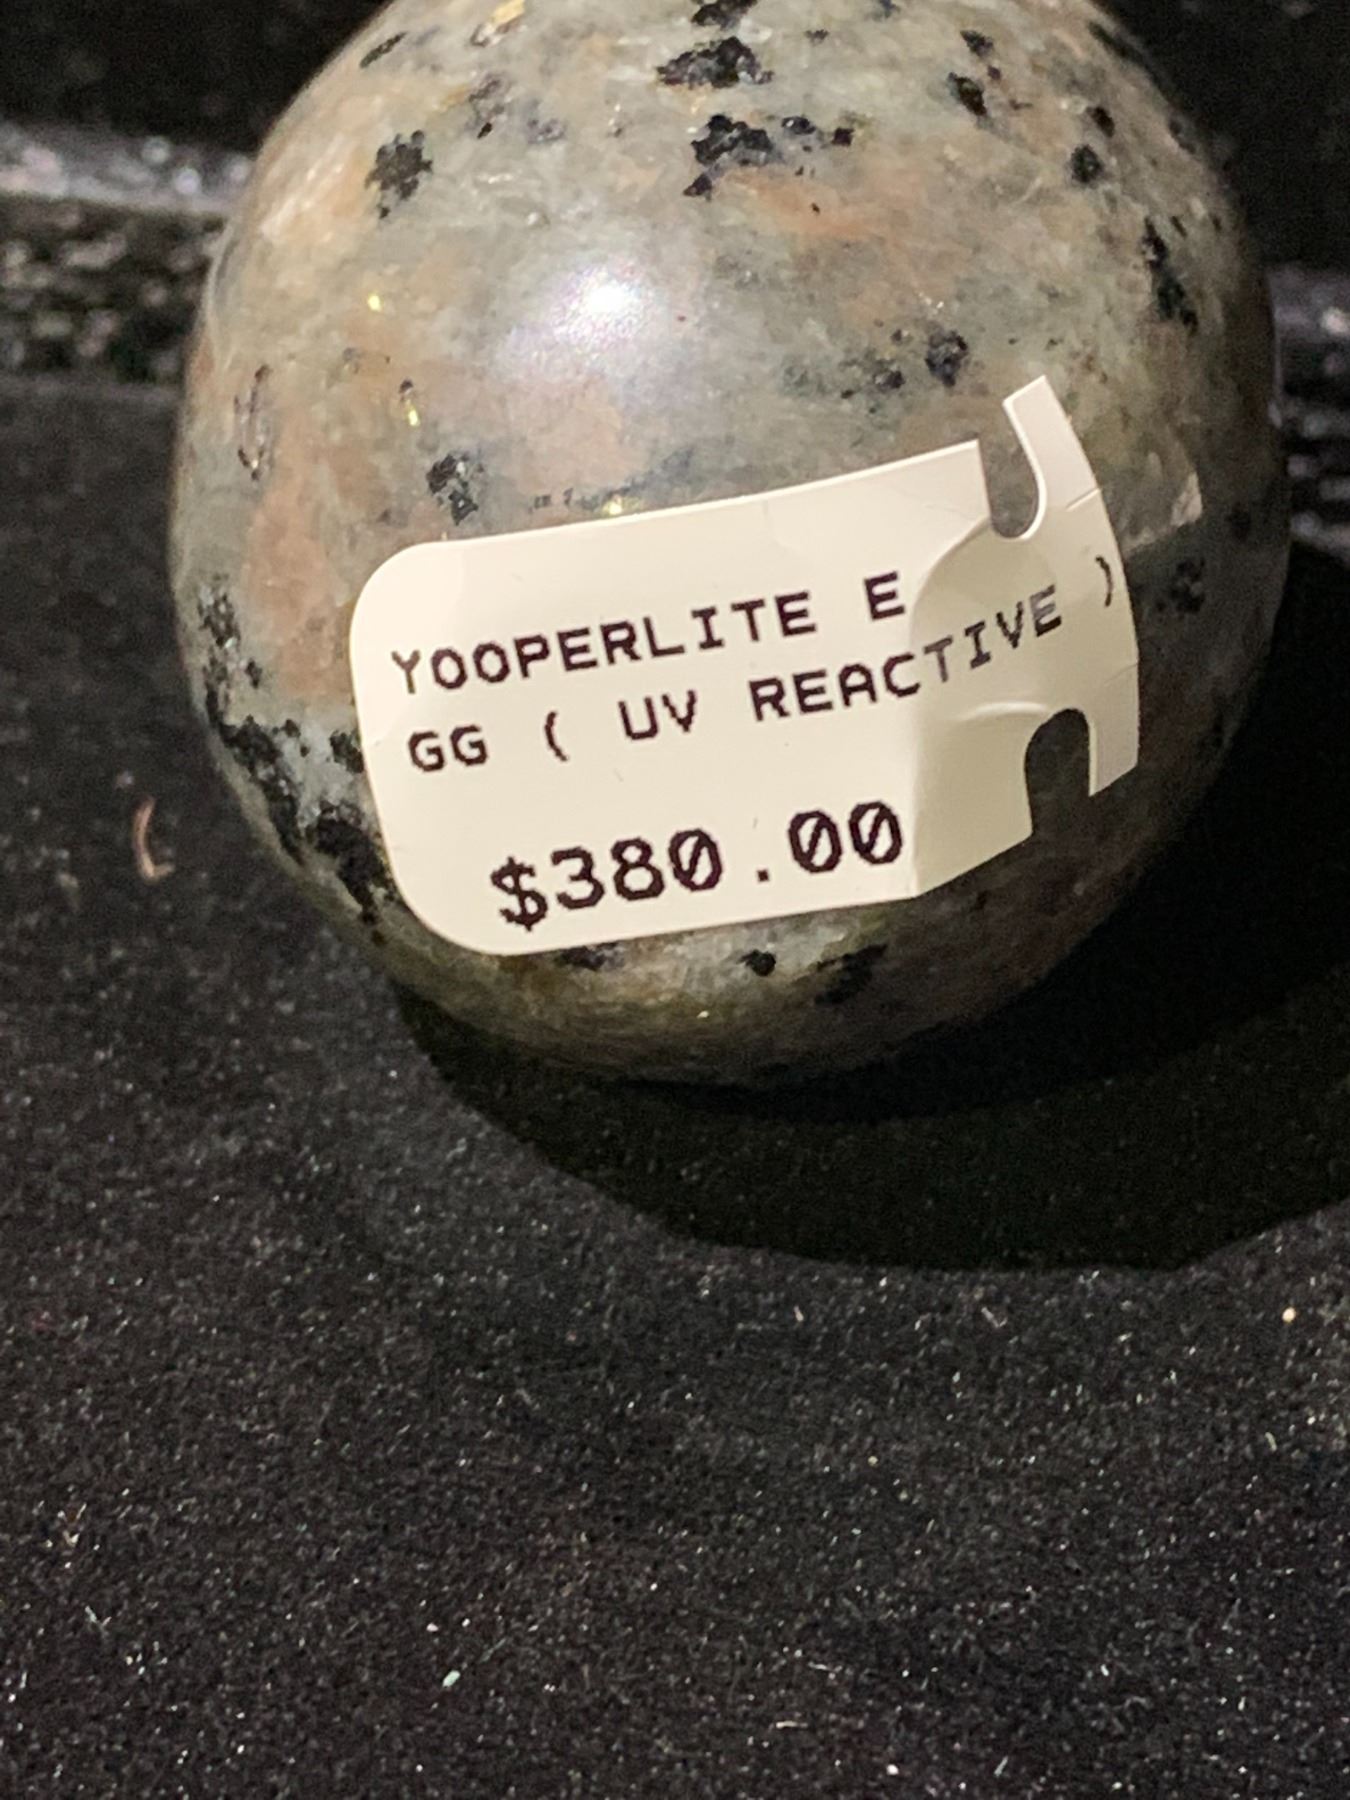 YOOPERLITE E
GG ( UV REACTIVE )
$380.00